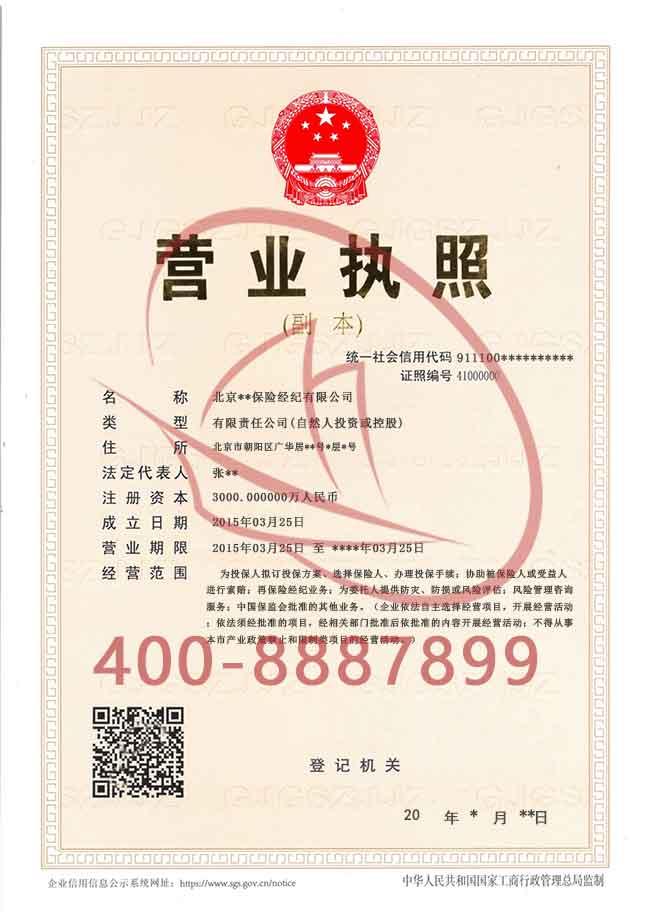 营业执照
(副 本)
统一社会信用代码 911100**********
证照编号 41000000
名 称 北京**保险经纪有限公司
类 型 有限责任公司(自然人投资或控股)
住 所 北京市朝阳区广华居**号*层*号
法定代表人 张**
注册资本 3000.000000万人民币
成立日期 2015年03月25日
营业期限 2015年03月25日 至 ****年03月25日
经营范围 为投保人拟订投保方案、选择保险人、办理投保手续；协助被保险人或受益人
进行索赔；再保险经纪业务；为委托人提供防灾、防损或风险评估；风险管理咨询
服务；中国保监会批准的其他业务。（企业依法自主选择经营项目，开展经营活动
；依法须经批准的项目，经相关部门批准后依批准的内容开展经营活动；不得从事
本市产业政策禁止和限制类项目的经营活动。）
400-8887899
登记机关
20 年 * 月 **日
企业信用信息公示系统网址：https://www.sgs.gov.cn/notice
中华人民共和国国家工商行政管理总局监制